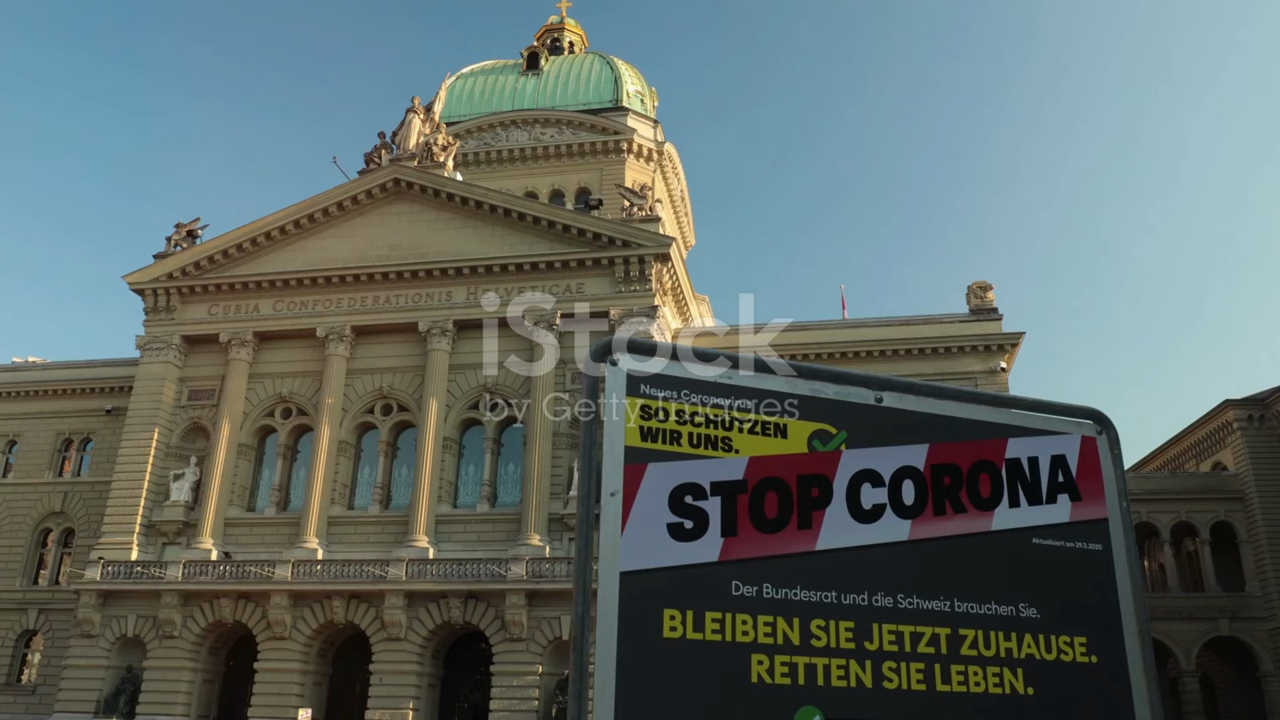 CURIA CONFOEDERATIONIS HELVETICAE
iStock
by Getty Images
Neues Coronavirus
SO SCHÜTZEN
WIR UNS.
STOP CORONA
Aktualisiert am 29.3.2020
Der Bundesrat und die Schweiz brauchen Sie.
BLEIBEN SIE JETZT ZUHAUSE.
RETTEN SIE LEBEN.